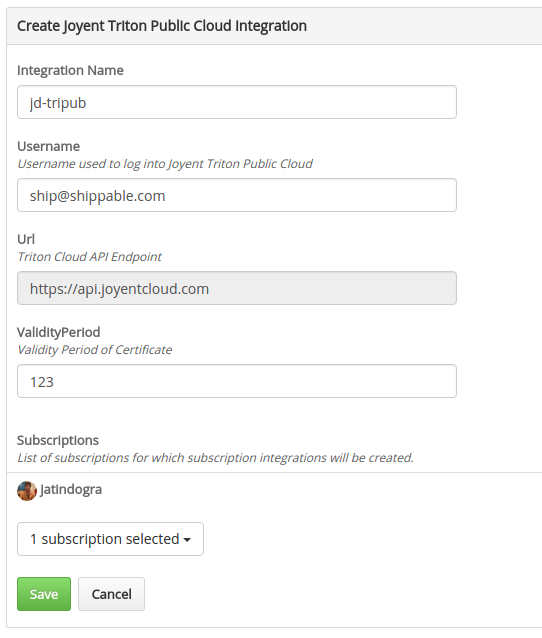 Create Joyent Triton Public Cloud Integration
Integration Name
jd-tripub
Username
Username used to log into Joyent Triton Public Cloud
ship@shippable.com
Url
Triton Cloud API Endpoint
https://api.joyentcloud.com
ValidityPeriod
Validity Period of Certificate
123
Subscriptions
List of subscriptions for which subscription integrations will be created.
jatindogra
1 subscription selected
Save Cancel